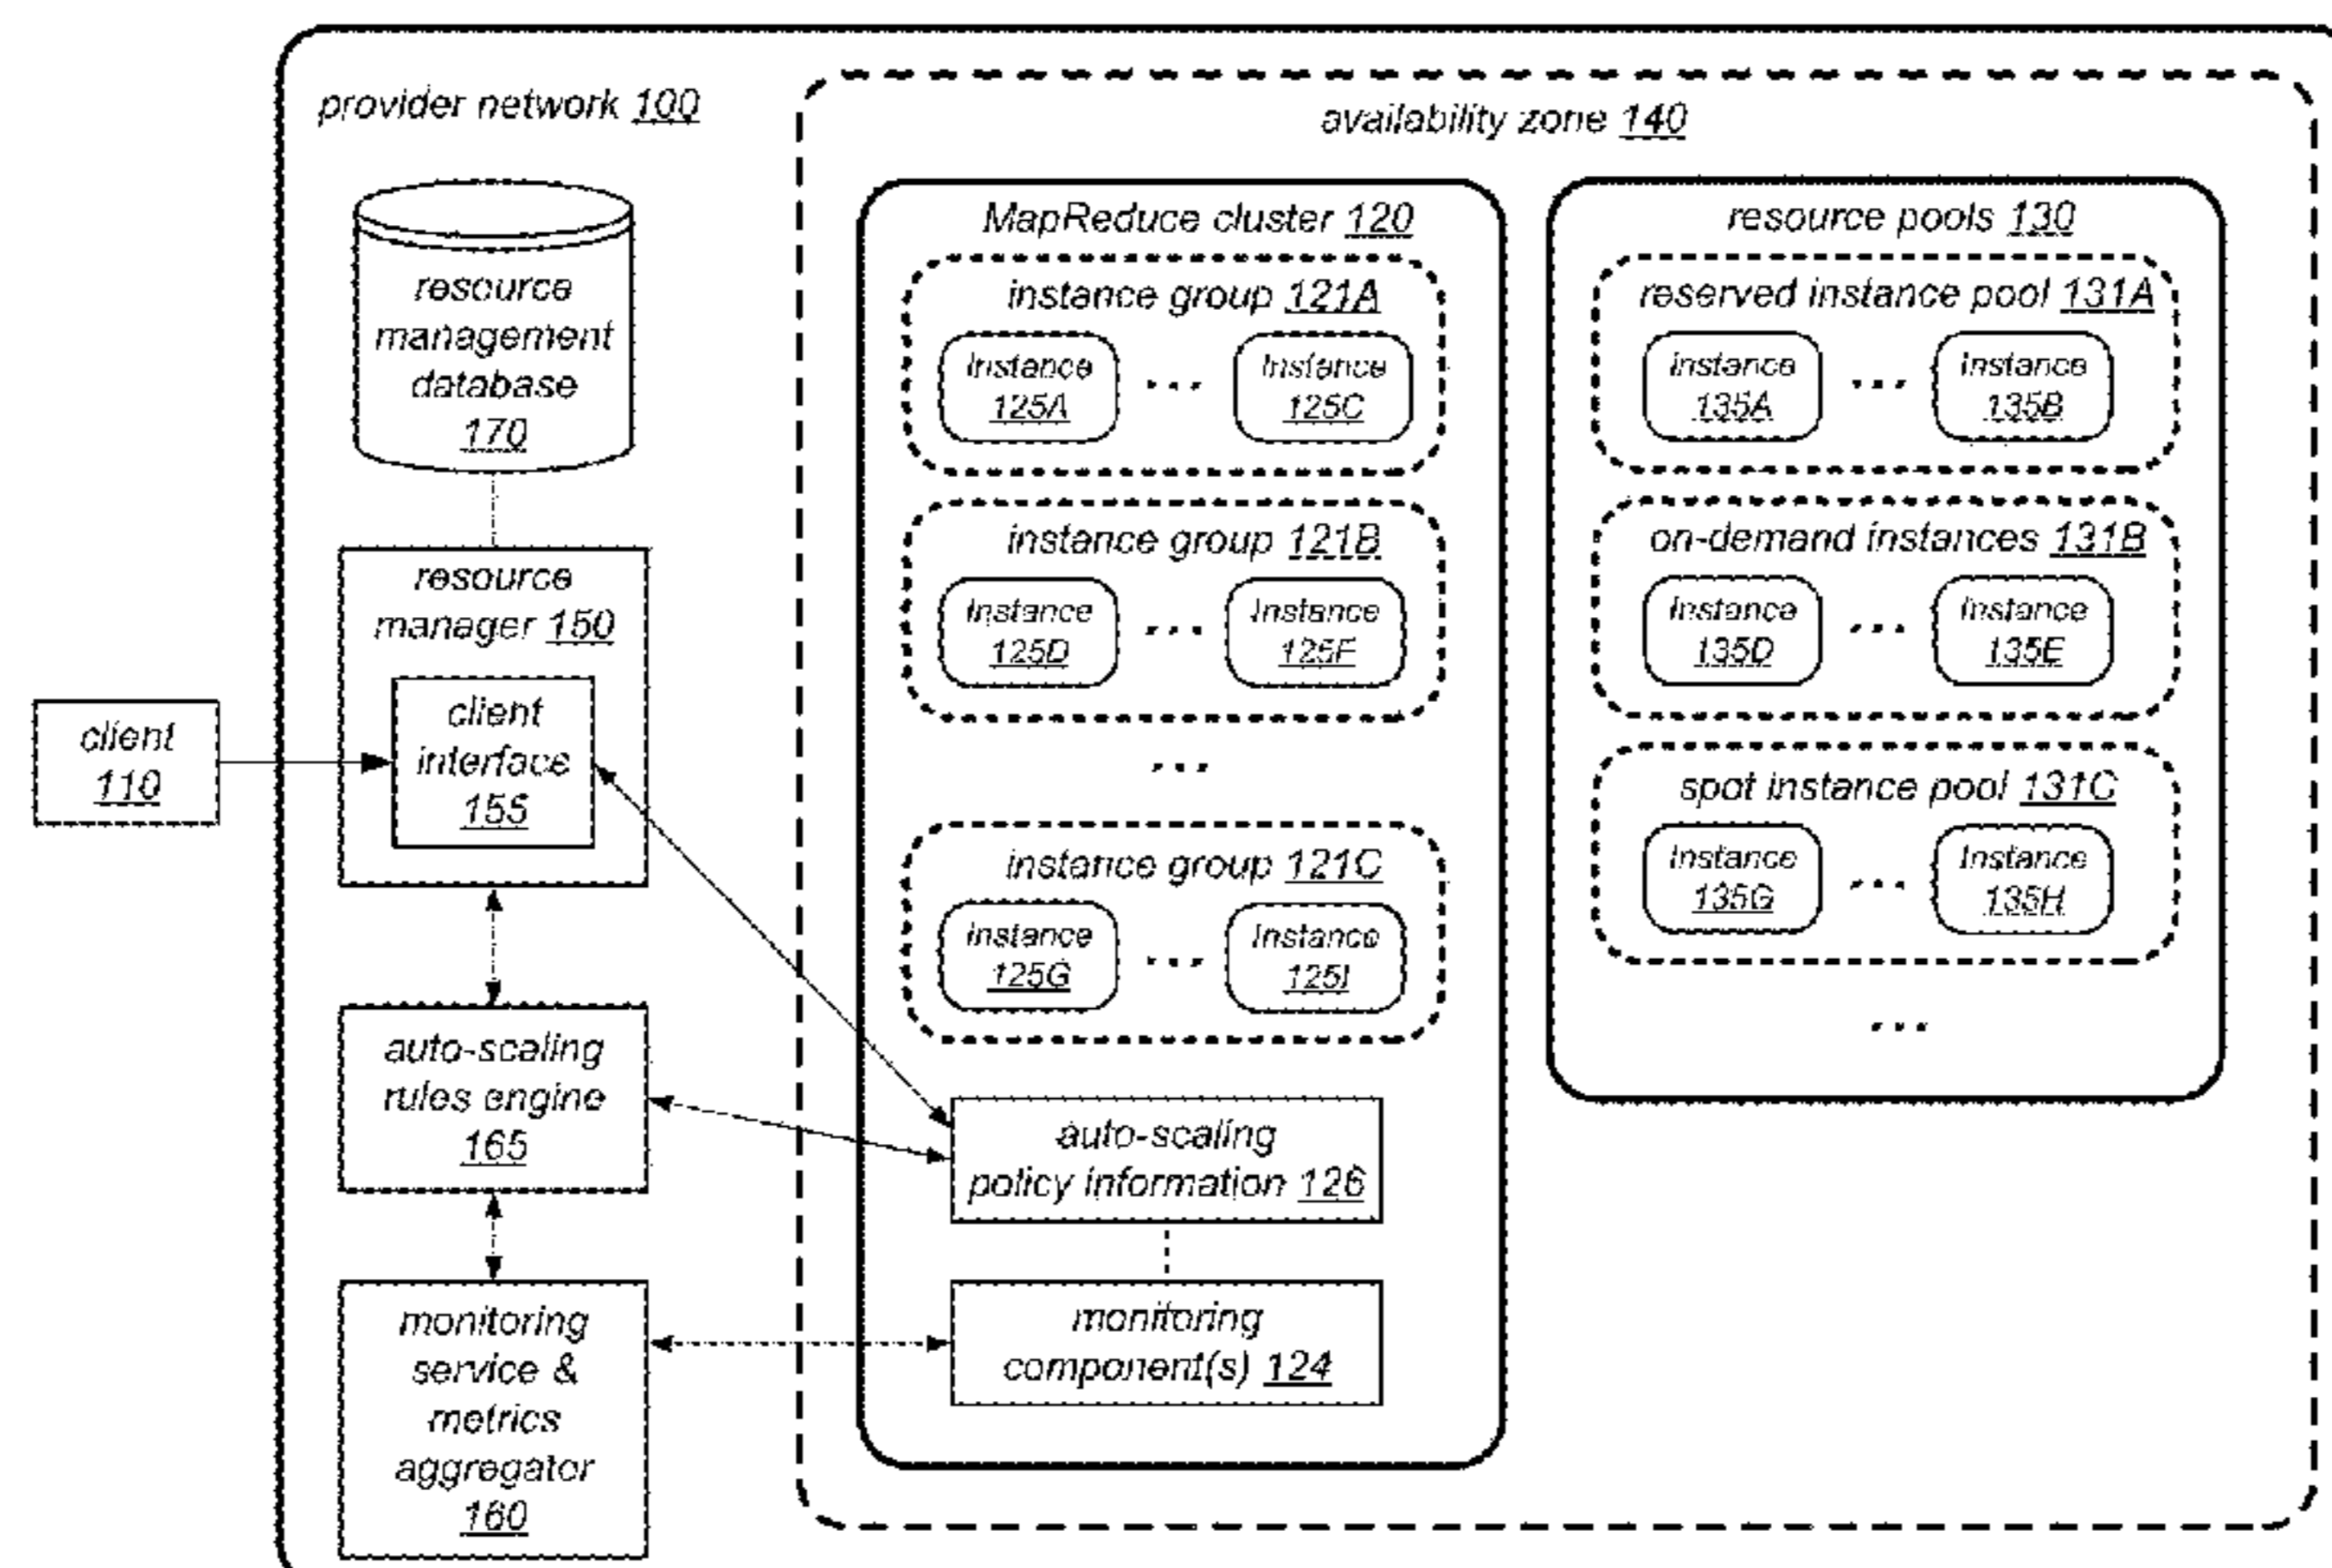 provider network 100
availability zone 140
resource
management
database
170
resource
manager 150
client
interface
155
client
110
auto-scaling
rules engine
165
monitoring
service &
metrics
aggregator
160
MapReduce cluster 120
instance group 121A
Instance
125A
...
Instance
125C
instance group 121B
Instance
125D
...
Instance
125F
...
instance group 121C
Instance
125G
...
Instance
125I
auto-scaling
policy information 126
monitoring
component(s) 124
resource pools 130
reserved instance pool 131A
Instance
135A
...
Instance
135B
on-demand instances 131B
Instance
135D
...
Instance
135E
spot instance pool 131C
Instance
135G
...
Instance
135H
...